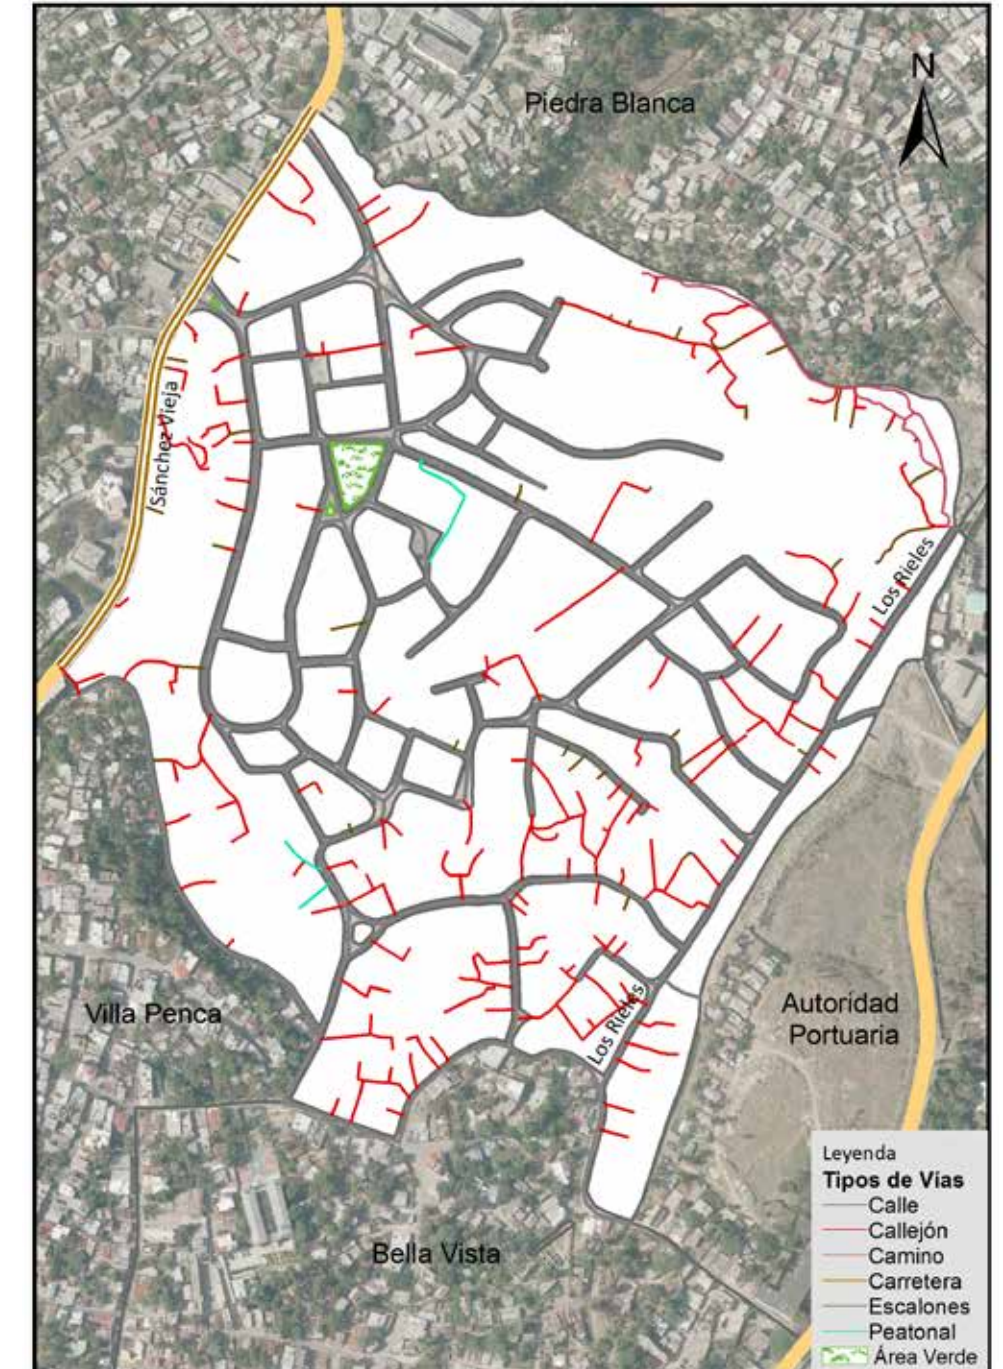 N
Piedra Blanca
Sánchez Vieja
Los Rieles
Villa Penca
Autoridad
Portuaria
Los Rieles
Bella Vista
Leyenda
Tipos de Vías
Calle
Callejón
Camino
Carretera
Escalones
Peatonal
Área Verde